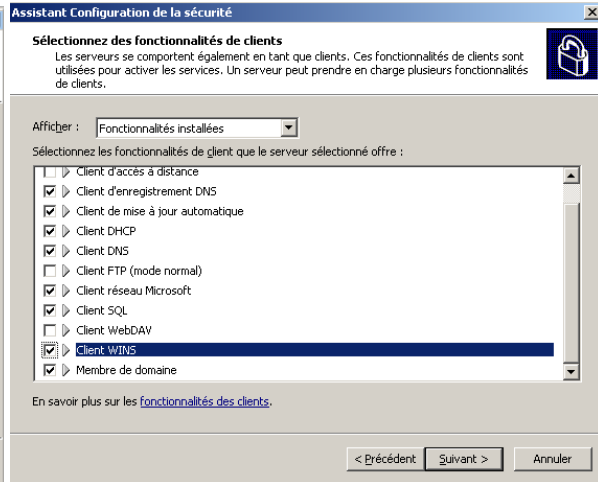 Assistant Configuration de la sécurité
Sélectionnez des fonctionnalités de clients
Les serveurs se comportent également en tant que clients. Ces fonctionnalités de clients sont
utilisées pour activer les services. Un serveur peut prendre en charge plusieurs fonctionnalités
de clients.
Afficher :
Fonctionnalités installées
Sélectionnez les fonctionnalités de client que le serveur sélectionné offre :
Client d'accès à distance
Client d'enregistrement DNS
Client de mise à jour automatique
Client DHCP
Client DNS
Client FTP (mode normal)
Client réseau Microsoft
Client SQL
Client WebDAV
Client WINS
Membre de domaine
En savoir plus sur les fonctionnalités des clients.
< Précédent
Suivant >
Annuler